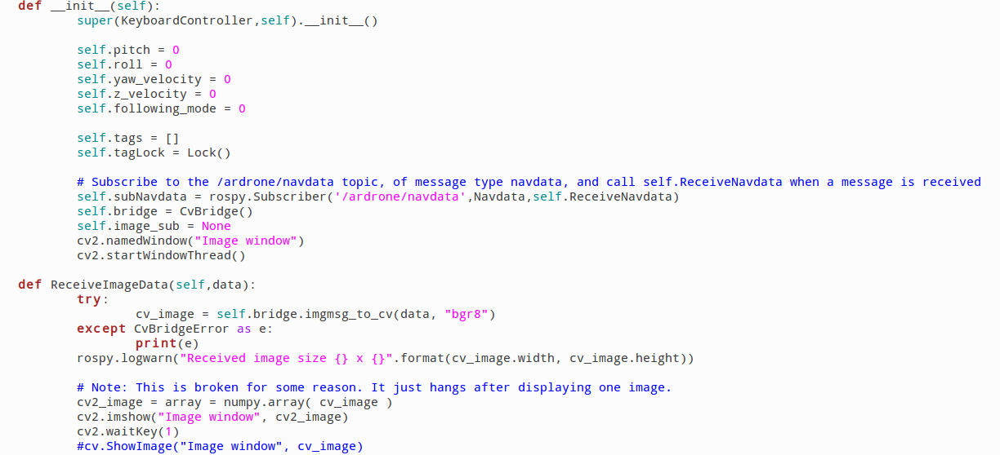 def __init__(self):
super(KeyboardController,self).__init__()
self.pitch = 0
self.roll = 0
self.yaw_velocity = 0
self.z_velocity = 0
self.following_mode = 0
self.tags = []
self.tagLock = Lock()
# Subscribe to the /ardrone/navdata topic, of message type navdata, and call self.ReceiveNavdata when a message is received
self.subNavdata = rospy.Subscriber('/ardrone/navdata',Navdata,self.ReceiveNavdata)
self.bridge = CvBridge()
self.image_sub = None
cv2.namedWindow("Image window")
cv2.startWindowThread()
def ReceiveImageData(self,data):
try:
cv_image = self.bridge.imgmsg_to_cv(data, "bgr8")
except CvBridgeError as e:
print(e)
rospy.logwarn("Received image size {} x {}".format(cv_image.width, cv_image.height))
# Note: This is broken for some reason. It just hangs after displaying one image.
cv2_image = array = numpy.array( cv_image )
cv2.imshow("Image window", cv2_image)
cv2.waitKey(1)
#cv.ShowImage("Image window", cv_image)